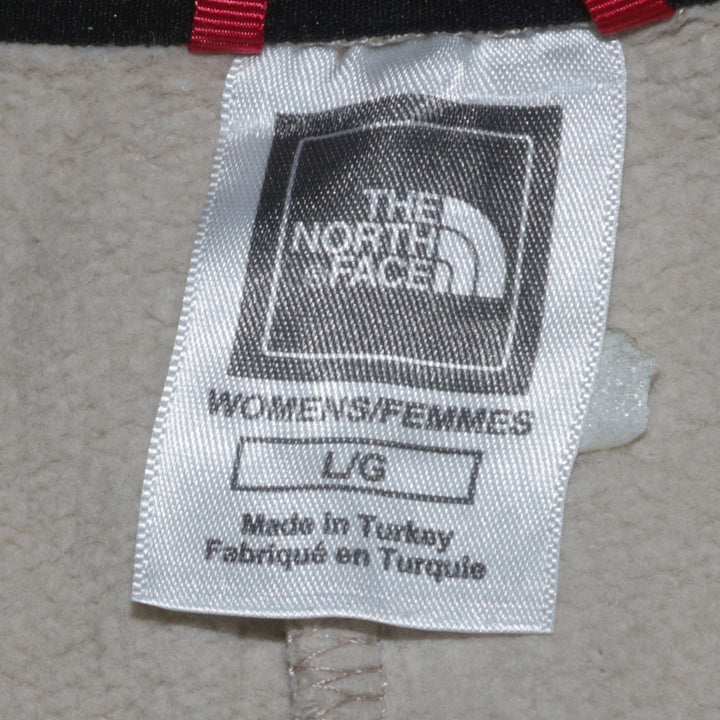 THE
NORTH
FACE
WOMENS/FEMMES
L/G
Made in Turkey
Fabriqué en Turquie